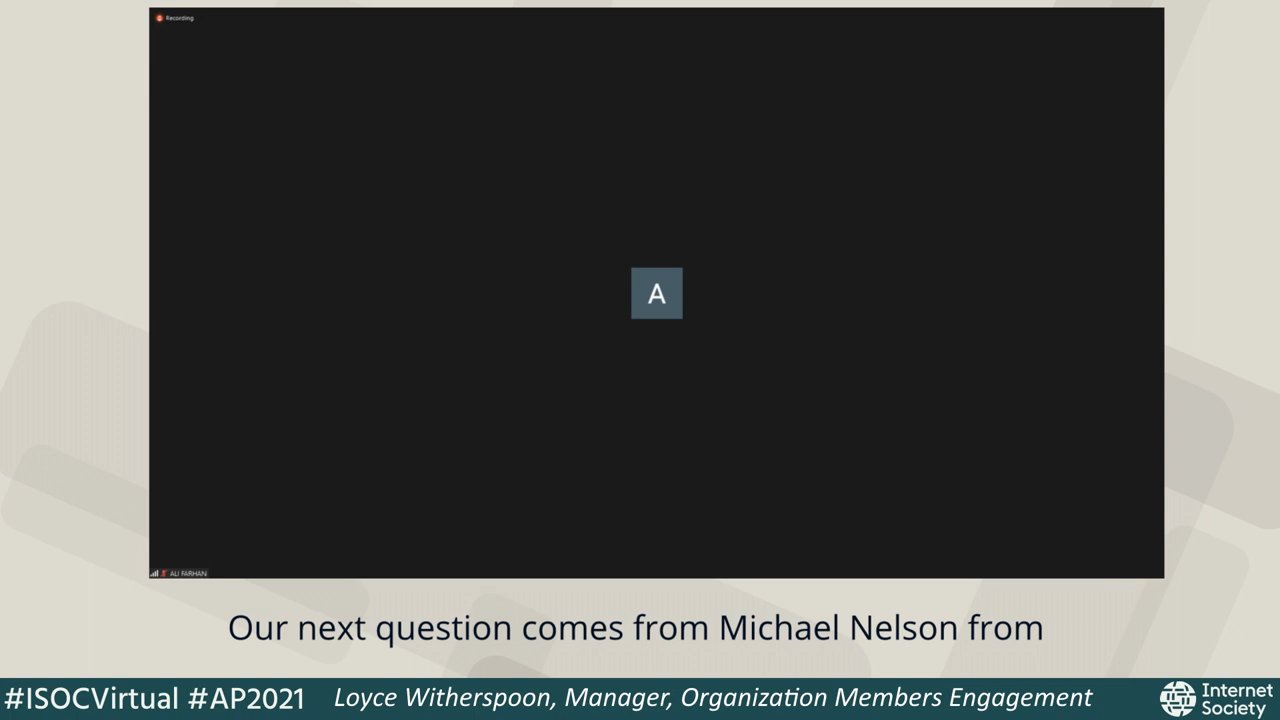 Recording
A
ALI FARHAN
Our next question comes from Michael Nelson from
#ISOCVirtual #AP2021
Loyce Witherspoon, Manager, Organization Members Engagement
Internet
Society